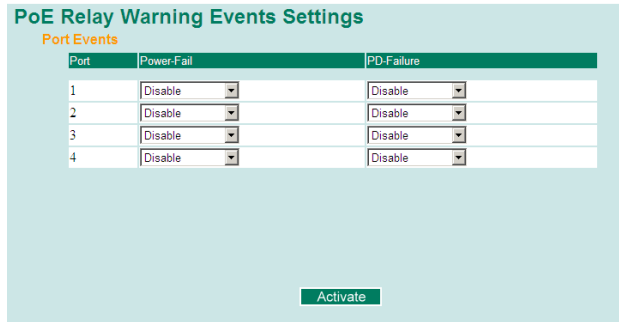 PoE Relay Warning Events Settings
Port Events
Port Power-Fail PD-Failure
1 Disable Disable
2 Disable Disable
3 Disable Disable
4 Disable Disable
Activate